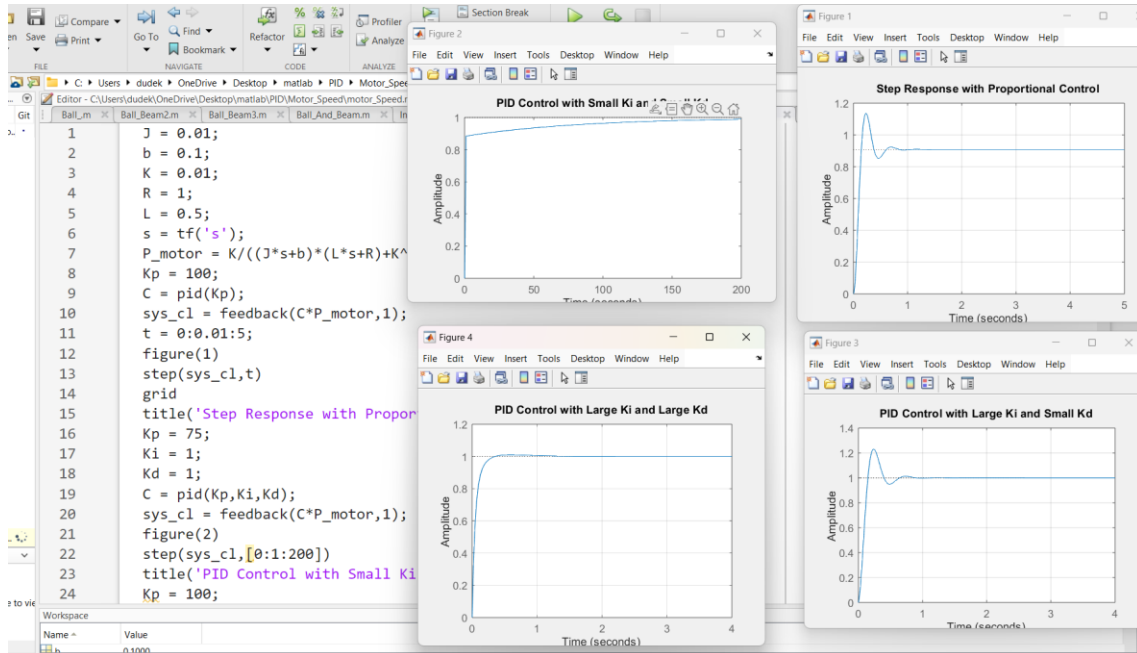 Compare
Save
Print
FILE
Go To
Find
Bookmark
NAVIGATE
Refactor
CODE
Profiler
Analyze
ANALYZE
Section Break
C: Users dudek OneDrive Desktop matlab PID
Git
Editor - C:\Users\dudek\OneDrive\Desktop\matlab\PID\Motor_Speed\motor_Speed.
Ball_.m Ball_Beam2.m Ball_Beam3.m Ball_And_Beam.m
1 J = 0.01;
2 b = 0.1;
3 K = 0.01;
4 R = 1;
5 L = 0.5;
6 s = tf('s');
7 P_motor = K/((J*s+b)*(L*s+R)+K^
8 Kp = 100;
9 C = pid(Kp);
10 sys_cl = feedback(C*P_motor,1);
11 t = 0:0.01:5;
12 figure(1)
13 step(sys_cl,t)
14 grid
15 title('Step Response with Propor
16 Kp = 75;
17 Ki = 1;
18 Kd = 1;
19 C = pid(Kp,Ki,Kd);
20 sys_cl = feedback(C*P_motor,1);
21 figure(2)
22 step(sys_cl,[0:1:200])
23 title('PID Control with Small Ki
24 Kp = 100;
Workspace
Name Value
b 0.1000
Figure 2
File Edit View Insert Tools Desktop Window Help
PID Control with Small Ki
1
0.8
0.6
0.4
0.2
0
Amplitude
0 50 100 150 200
Time (seconds)
Figure 1
File Edit View Insert Tools Desktop Window Help
Step Response with Proportional Control
1.2
1
0.8
0.6
0.4
0.2
0
Amplitude
0 1 2 3 4 5
Time (seconds)
Figure 4
File Edit View Insert Tools Desktop Window Help
PID Control with Large Ki and Large Kd
1.2
1
0.8
0.6
0.4
0.2
0
Amplitude
0 1 2 3 4
Time (seconds)
Figure 3
File Edit View Insert Tools Desktop Window Help
PID Control with Large Ki and Small Kd
1.4
1.2
1
0.8
0.6
0.4
0.2
0
Amplitude
0 1 2 3 4
Time (seconds)